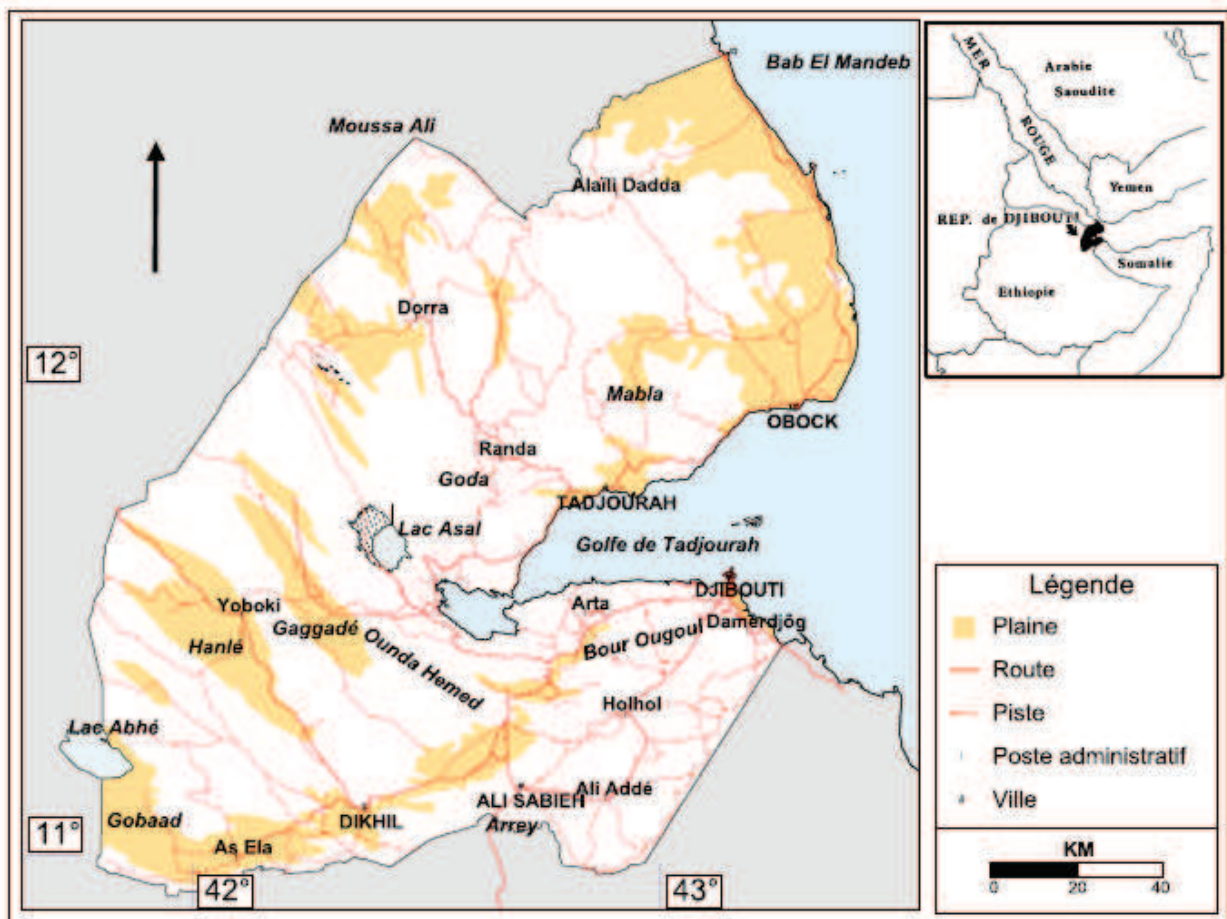 Bab El Mandeb
Moussa Ali
Alaïli Dadda
Dorra
12°
Mabla
OBOCK
Randa
Goda
TADJOURAH
Lac Asal
Golfe de Tadjourah
DJIBOUTI
Arta
Damerdjög
Yoboki
Gaggadé
Bour Ougoul
Hanlé
Ounda Hemed
Holhol
Lac Abhé
Ali Addé
ALI SABIEH
Gobaad
DIKHIL
Arrey
11°
As Ela
42°
43°
MER
ROUGE
Arabie
Saoudite
Yemen
REP. de DJIBOUTI
Somalie
Ethiopie
Légende
Plaine
Route
Piste
Poste administratif
Ville
KM
0 20 40